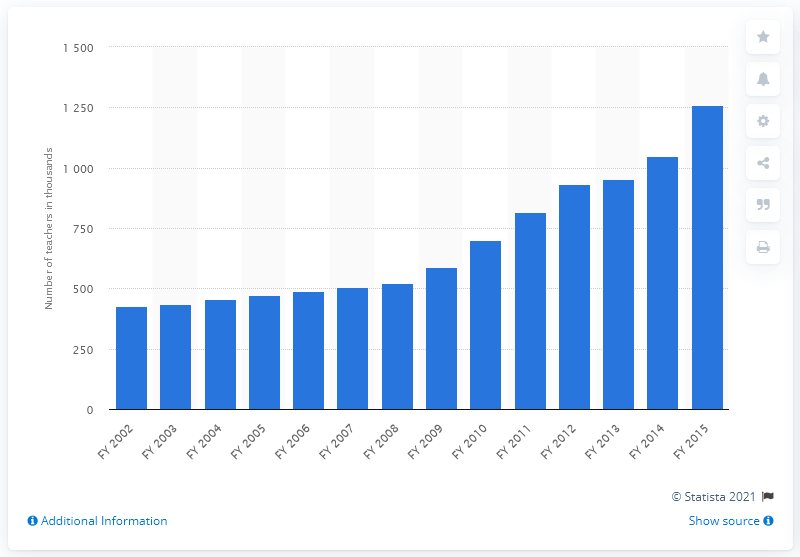 Number of teachers in thousands
1 500
1 250
1 000
750
500
250
0
FY 2002
FY 2003
FY 2004
FY 2005
FY 2006
FY 2007
FY 2008
FY 2009
FY 2010
FY 2011
FY 2012
FY 2013
FY 2014
FY 2015
© Statista 2021
Additional Information
Show source